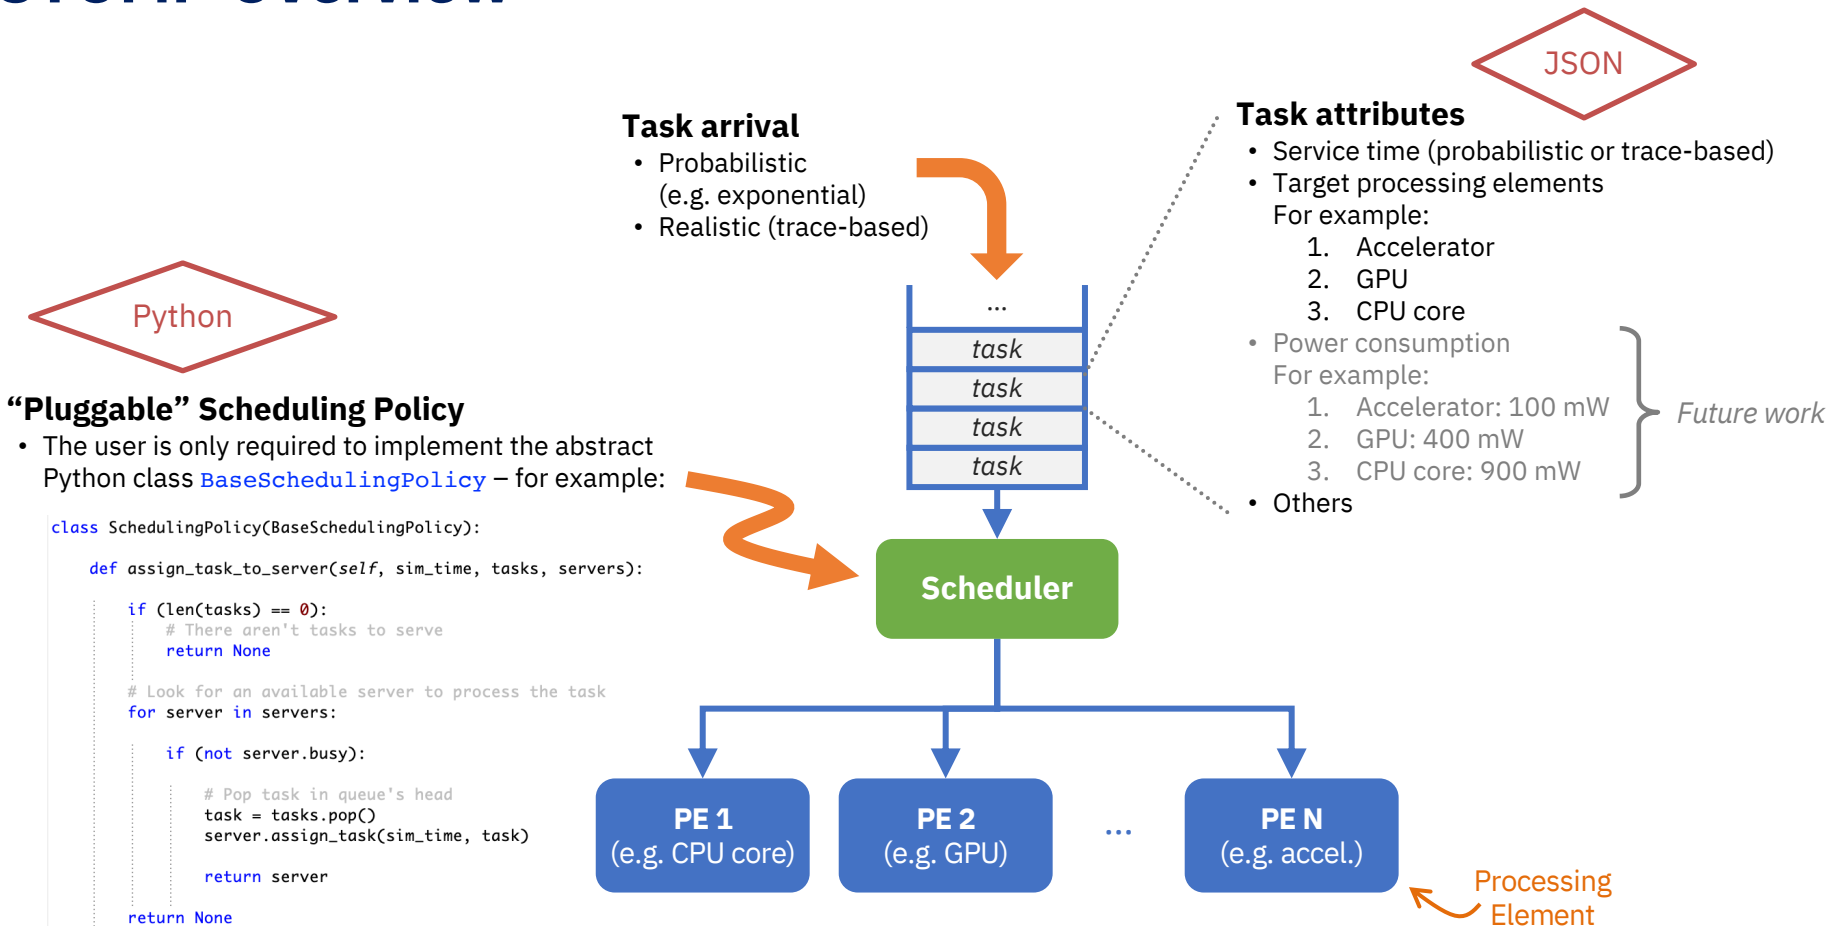 JSON
Task arrival
• Probabilistic
(e.g. exponential)
• Realistic (trace-based)
Task attributes
• Service time (probabilistic or trace-based)
• Target processing elements
For example:
1. Accelerator
2. GPU
3. CPU core
• Power consumption
For example:
1. Accelerator: 100 mW
2. GPU: 400 mW
3. CPU core: 900 mW
• Others
Future work
Python
“Pluggable” Scheduling Policy
• The user is only required to implement the abstract
Python class BaseSchedulingPolicy – for example:
class SchedulingPolicy(BaseSchedulingPolicy):
def assign_task_to_server(self, sim_time, tasks, servers):
if (len(tasks) == 0):
# There aren't tasks to serve
return None
# Look for an available server to process the task
for server in servers:
if (not server.busy):
# Pop task in queue's head
task = tasks.pop()
server.assign_task(sim_time, task)
return server
return None
...
task
task
task
task
Scheduler
PE 1
(e.g. CPU core)
PE 2
(e.g. GPU)
...
PE N
(e.g. accel.)
Processing
Element